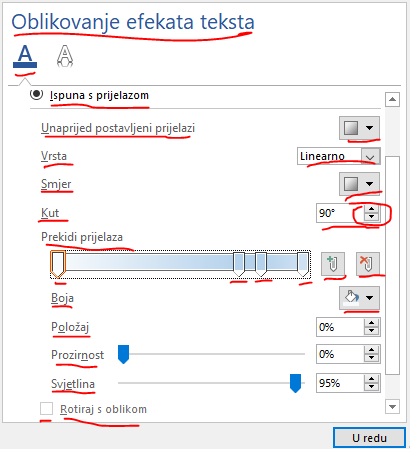 Oblikovanje efekata teksta
A A
Ispuna s prijelazom
Unaprijed postavljeni prijelazi
Vrsta Linearno
Smjer
Kut 90°
Prekidi prijelaza
Boja
Položaj 0%
Prozirnost 0%
Svjetlina 95%
Rotiraj s oblikom
U redu